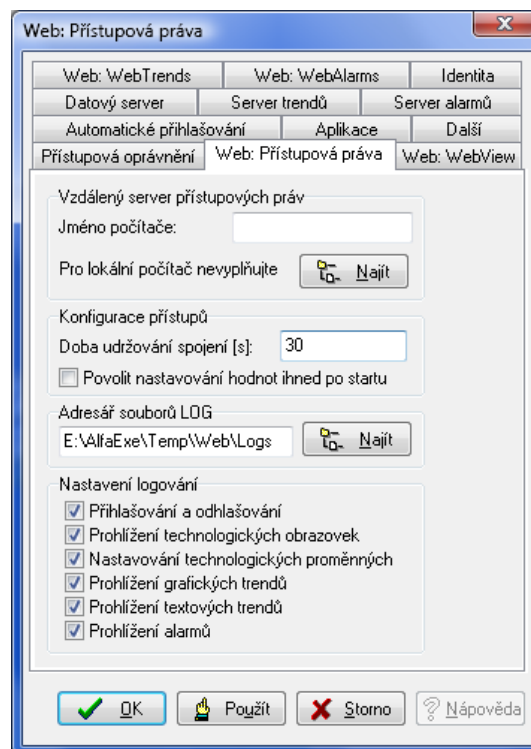 Web: Přístupová práva
Web: WebTrends Web: WebAlarms Identita
Datový server Server trendů Server alarmů
Automatické přihlašování Aplikace Další
Přístupová oprávnění Web: Přístupová práva Web: WebView
Vzdálený server přístupových práv
Jméno počítače:
Pro lokální počítač nevyplňujte Najít
Konfigurace přístupů
Doba udržování spojení [s]: 30
Povolit nastavování hodnot ihned po startu
Adresář souborů LOG
E:\AlfaExe\Temp\Web\Logs Najít
Nastavení logování
Přihlašování a odhlašování
Prohlížení technologických obrazovek
Nastavování technologických proměnných
Prohlížení grafických trendů
Prohlížení textových trendů
Prohlížení alarmů
OK Použít Storno Nápověda